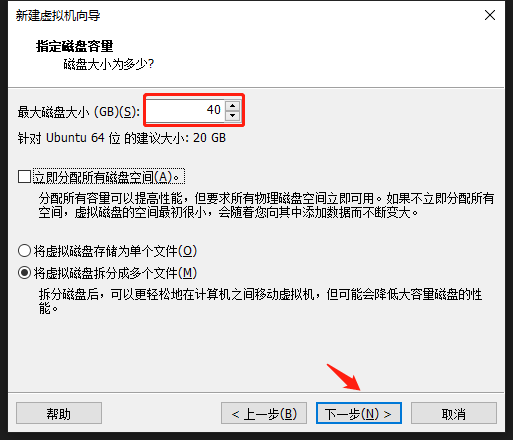 新建虚拟机向导
指定磁盘容量
磁盘大小为多少?
最大磁盘大小 (GB)(S): 40
针对 Ubuntu 64 位 的建议大小: 20 GB
立即分配所有磁盘空间(A)。
分配所有容量可以提高性能，但要求所有物理磁盘空间立即可用。如果不立即分配所有
空间，虚拟磁盘的空间最初很小，会随着您向其中添加数据而不断变大。
将虚拟磁盘存储为单个文件(O)
将虚拟磁盘拆分成多个文件(M)
拆分磁盘后，可以更轻松地在计算机之间移动虚拟机，但可能会降低大容量磁盘的性
能。
帮助 < 上一步(B) 下一步(N) > 取消